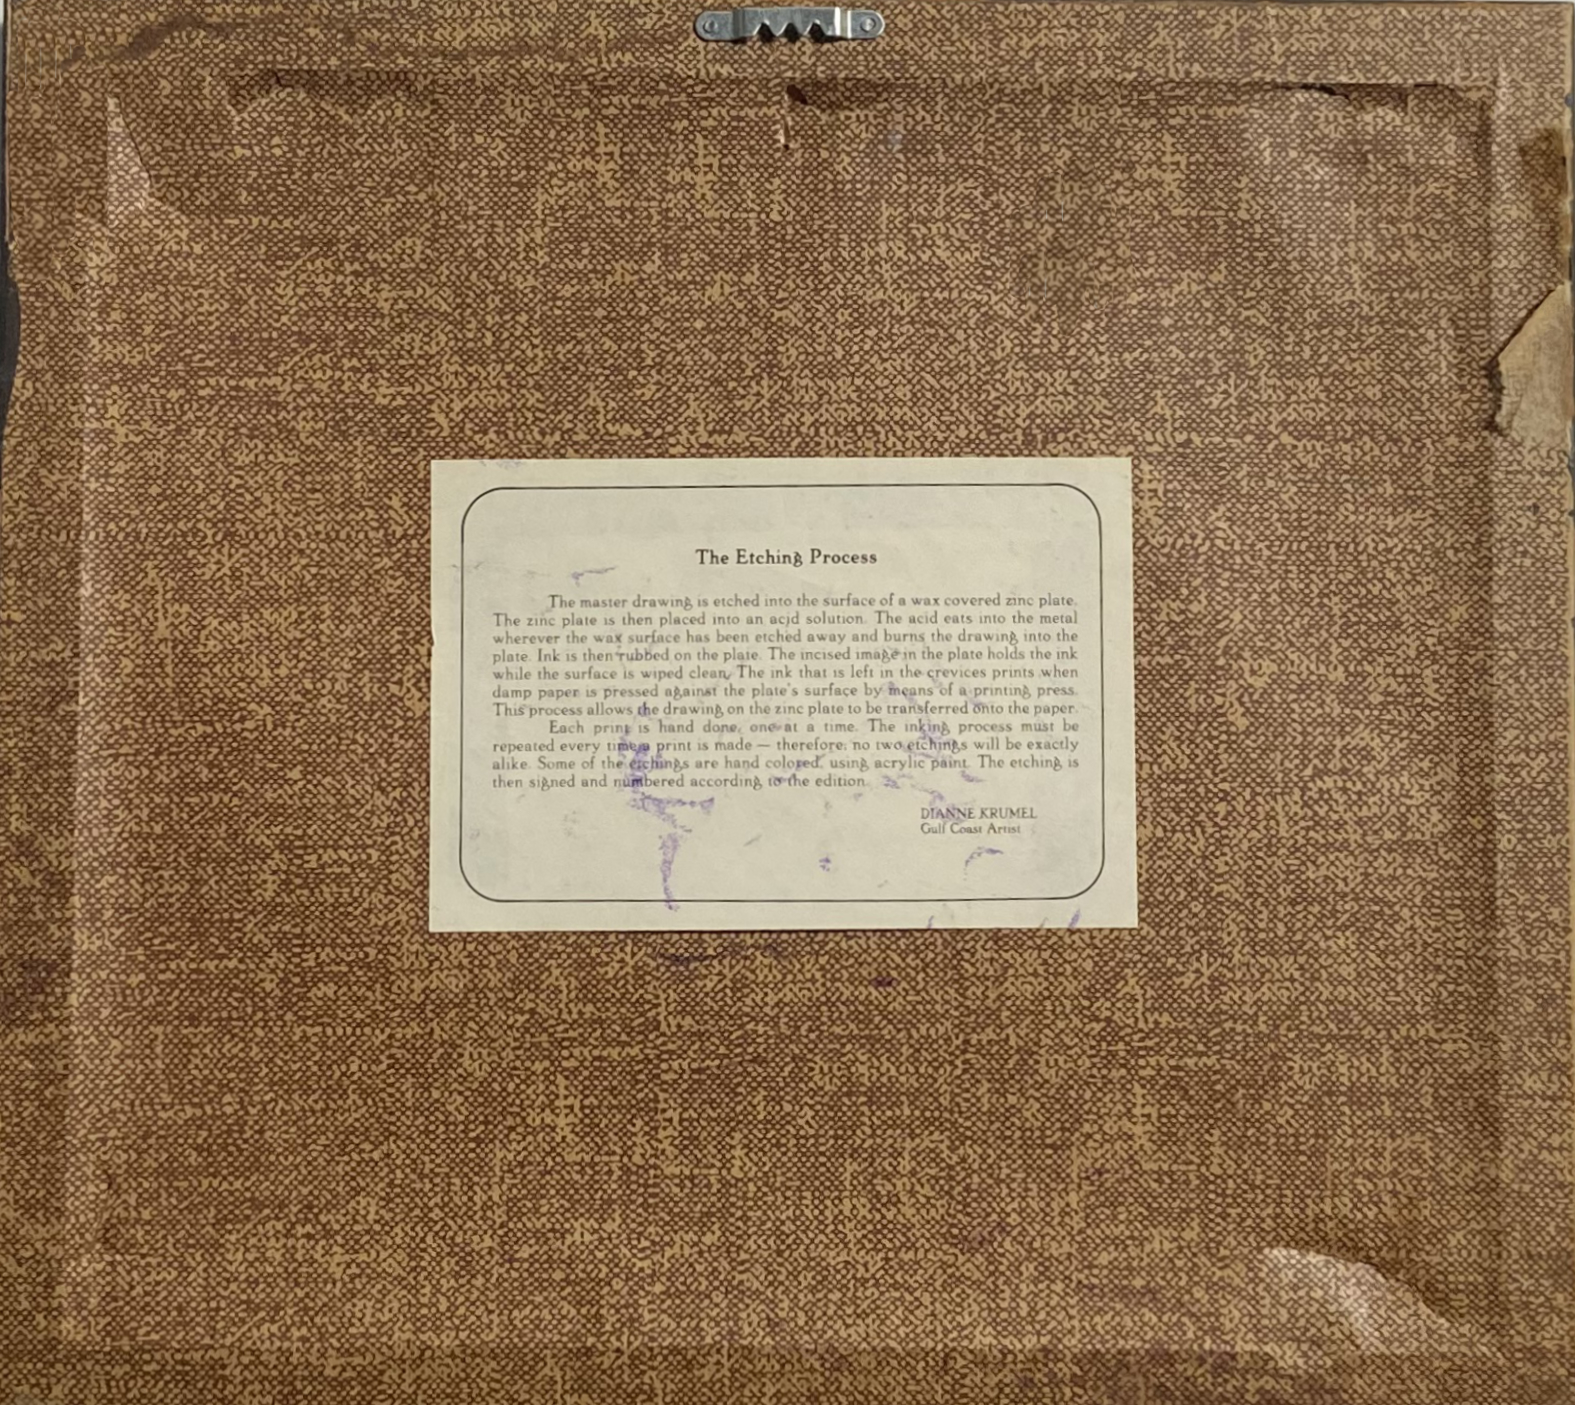 The Etching Process
The master drawing is etched into the surface of a wax covered zinc plate.
The zinc plate is then placed into an acid solution. The acid eats into the metal
wherever the wax surface has been etched away and burns the drawing into the
plate. Ink is then rubbed on the plate. The incised image in the plate holds the ink
while the surface is wiped clean. The ink that is left in the crevices prints when
damp paper is pressed against the plate's surface by means of a printing press.
This process allows the drawing on the zinc plate to be transferred onto the paper.
Each print is hand done, one at a time. The inking process must be
repeated every time a print is made — therefore, no two etchings will be exactly
alike. Some of the etchings are hand colored, using acrylic paint. The etching is
then signed and numbered according to the edition.
DIANNE KRUMEL
Gulf Coast Artist